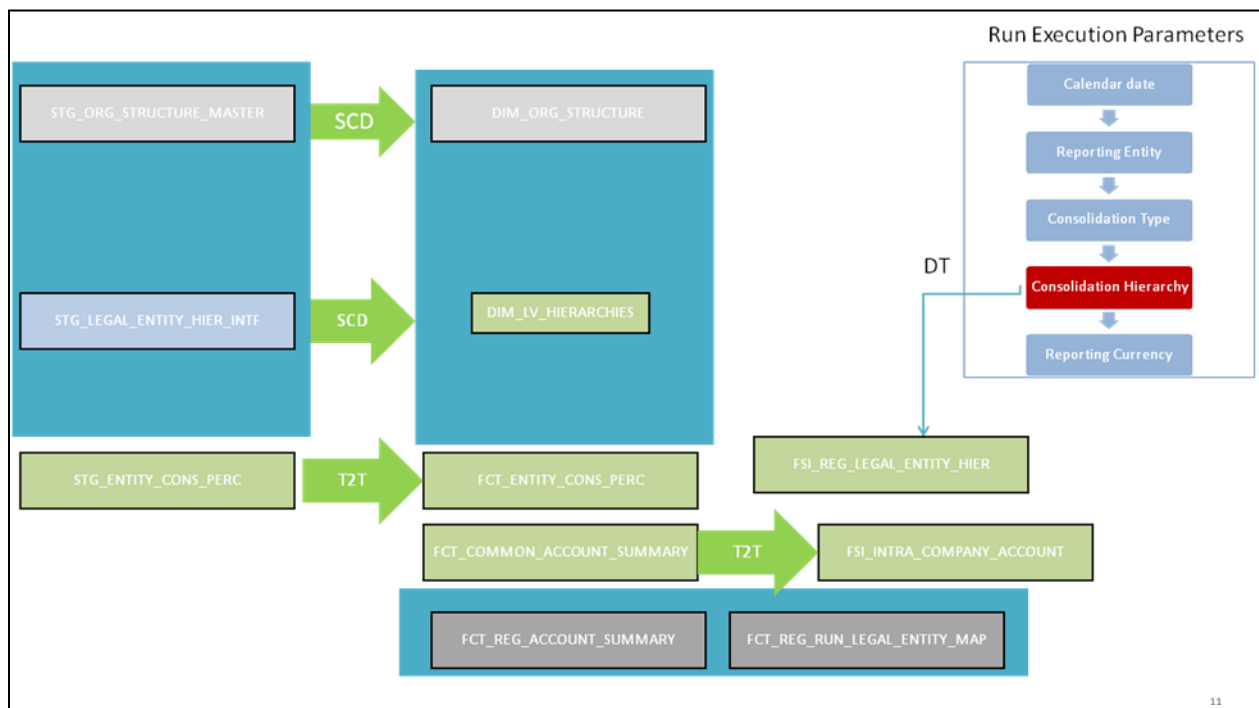 Run Execution Parameters
STG_ORG_STRUCTURE_MASTER
SCD
DIM_ORG_STRUCTURE
Calendar date
Reporting Entity
Consolidation Type
DT
Consolidation Hierarchy
STG_LEGAL_ENTITY_HIER_INTF
SCD
DIM_LV_HIERARCHIES
Reporting Currency
STG_ENTITY_CONS_PERC
T2T
FCT_ENTITY_CONS_PERC
FSI_REG_LEGAL_ENTITY_HIER
FCT_COMMON_ACCOUNT_SUMMARY
T2T
FSI_INTRA_COMPANY_ACCOUNT
FCT_REG_ACCOUNT_SUMMARY
FCT_REG_RUN_LEGAL_ENTITY_MAP
11